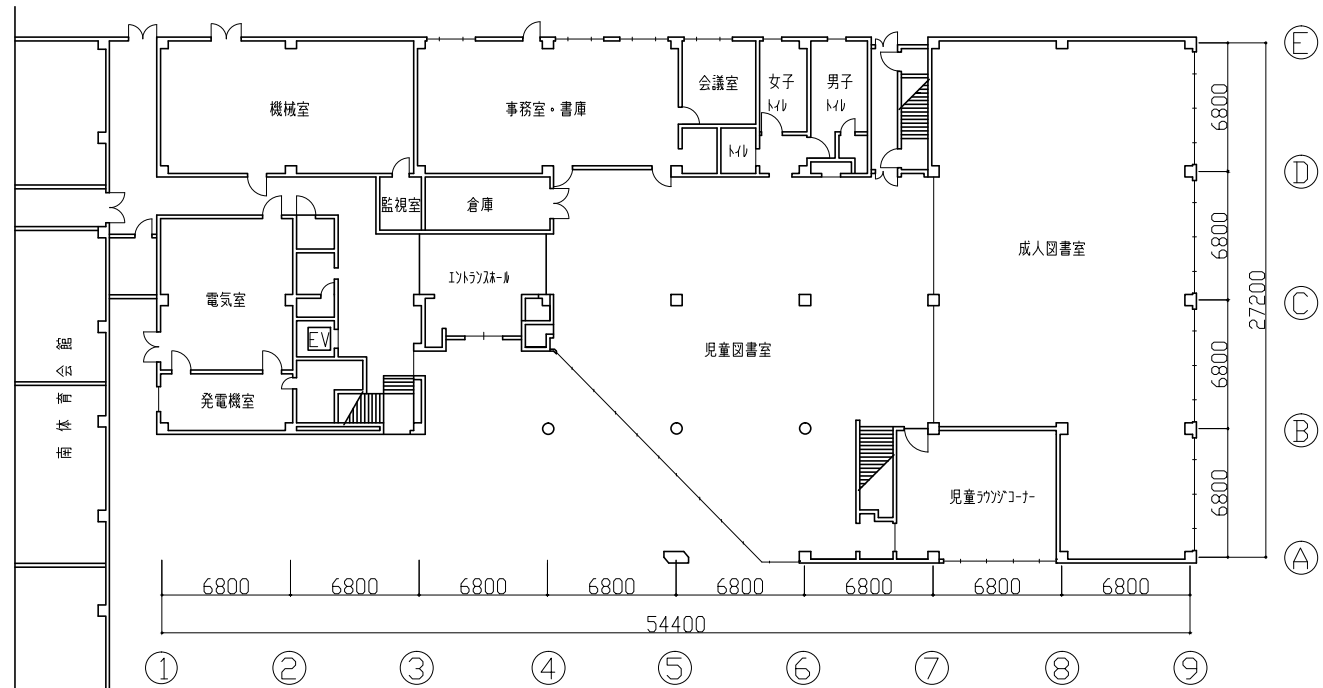 機械室
事務室・書庫
会議室
女子
トイレ
男子
トイレ
トイレ
監視室
倉庫
成人図書室
電気室
エントランスホール
EV
児童図書室
発電機室
児童ラウンジコーナー
南体育会館
6800
6800
6800
6800
27200
6800
6800
6800
6800
6800
6800
6800
6800
54400
1
2
3
4
5
6
7
8
9
E
D
C
B
A